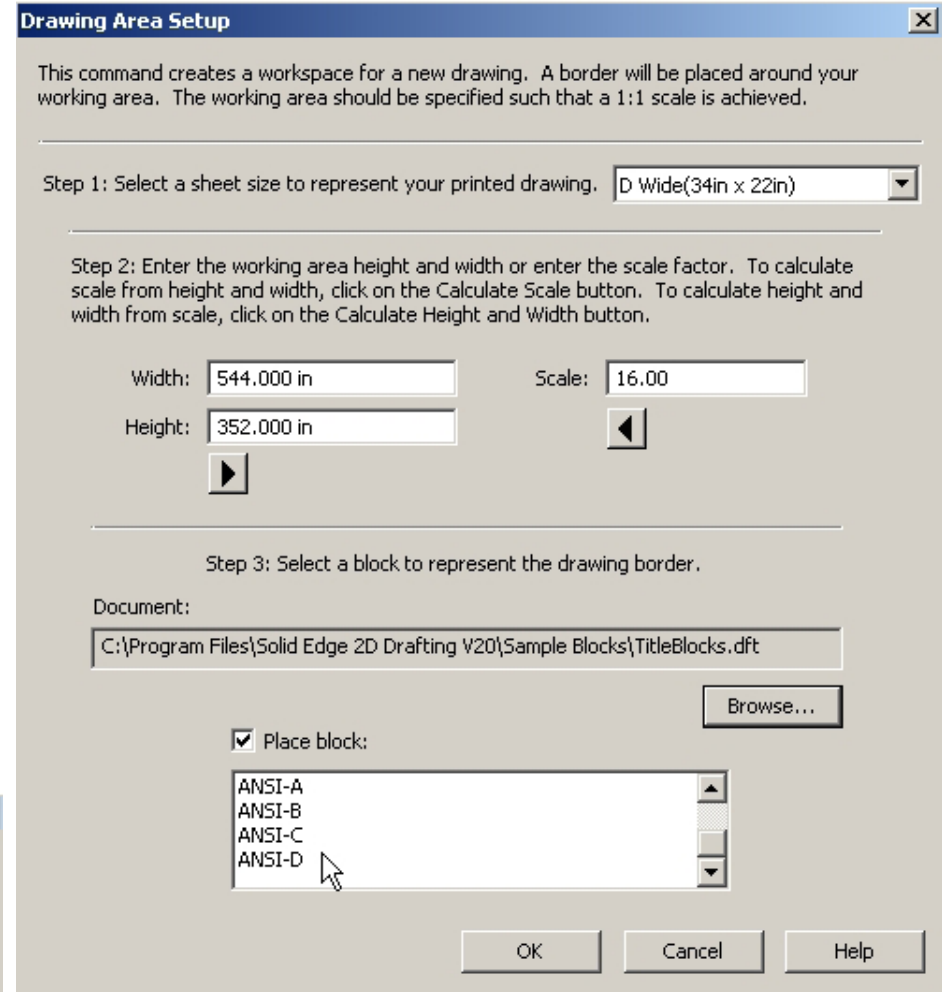 Drawing Area Setup
This command creates a workspace for a new drawing.  A border will be placed around your
working area.  The working area should be specified such that a 1:1 scale is achieved.
Step 1: Select a sheet size to represent your printed drawing. D Wide(34in x 22in)
Step 2: Enter the working area height and width or enter the scale factor.  To calculate
scale from height and width, click on the Calculate Scale button.  To calculate height and
width from scale, click on the Calculate Height and Width button.
Width: 544.000 in Scale: 16.00
Height: 352.000 in
Step 3: Select a block to represent the drawing border.
Document:
C:\Program Files\Solid Edge 2D Drafting V20\Sample Blocks\TitleBlocks.dft
Browse...
Place block:
ANSI-A
ANSI-B
ANSI-C
ANSI-D
OK Cancel Help